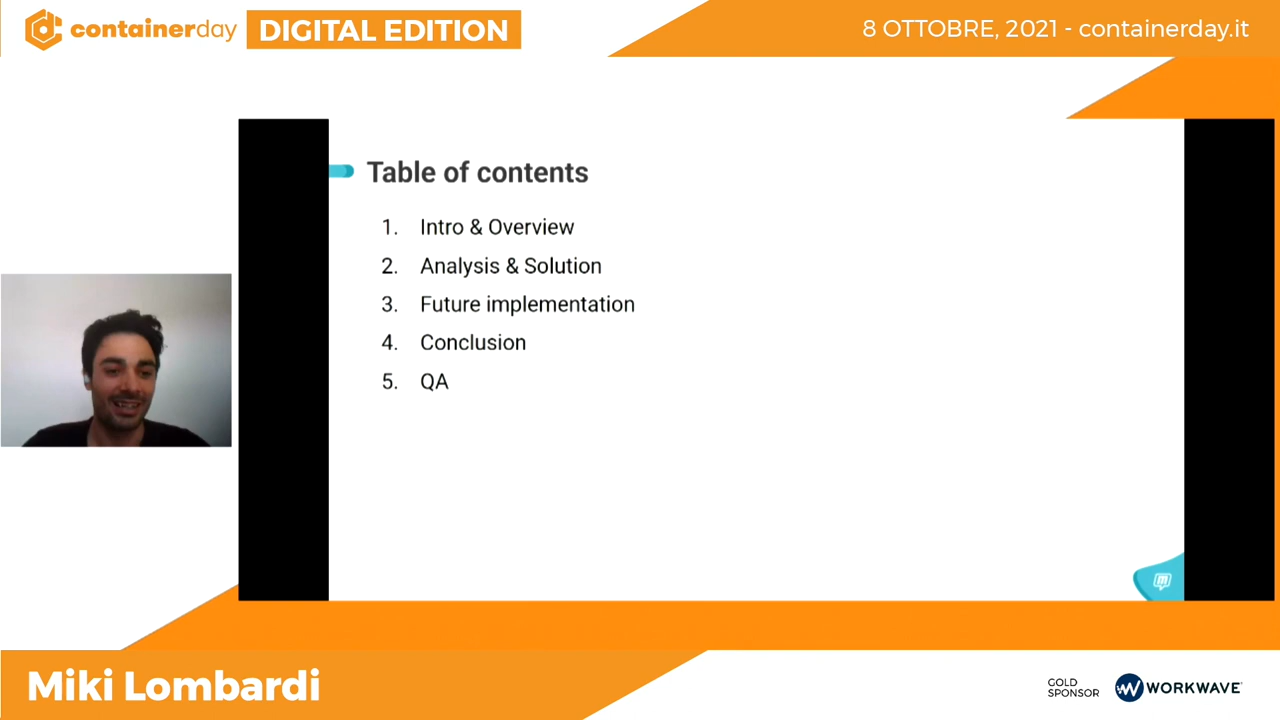 containerday DIGITAL EDITION
8 OTTOBRE, 2021 - containerday.it
Table of contents
1. Intro & Overview
2. Analysis & Solution
3. Future implementation
4. Conclusion
5. QA
Miki Lombardi
GOLD
SPONSOR
WORKWAVE